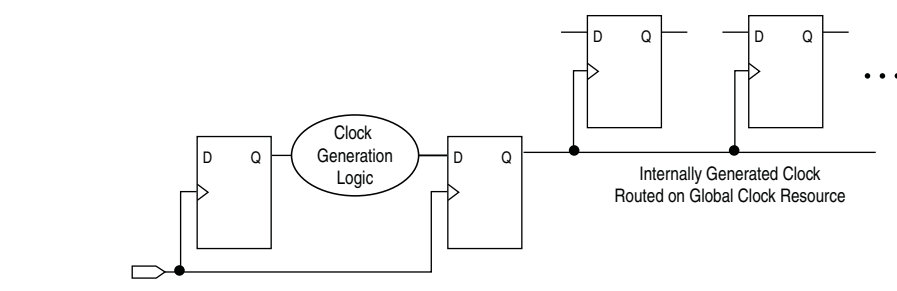 D Q
D Q
Clock
Generation
Logic
D Q
D Q
Internally Generated Clock
Routed on Global Clock Resource